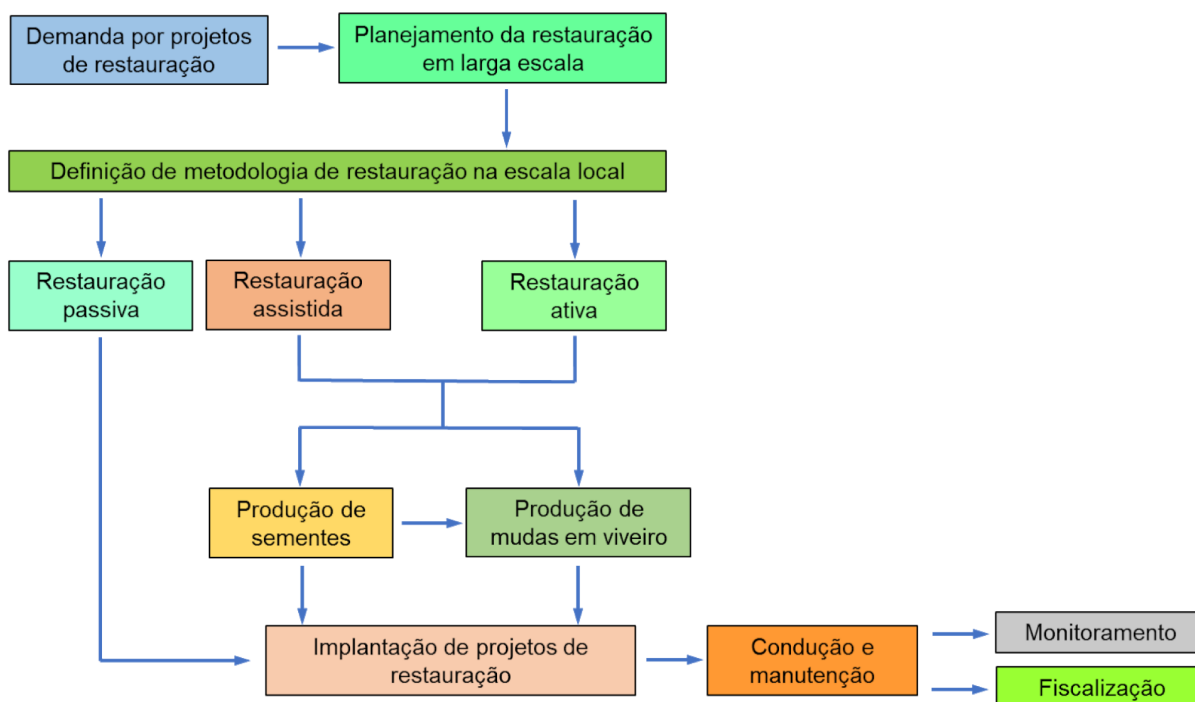 Demanda por projetos
de restauração
Planejamento da restauração
em larga escala
Definição de metodologia de restauração na escala local
Restauração
passiva
Restauração
assistida
Restauração
ativa
Produção de
sementes
Produção de
mudas em viveiro
Implantação de projetos de
restauração
Condução e
manutenção
Monitoramento
Fiscalização